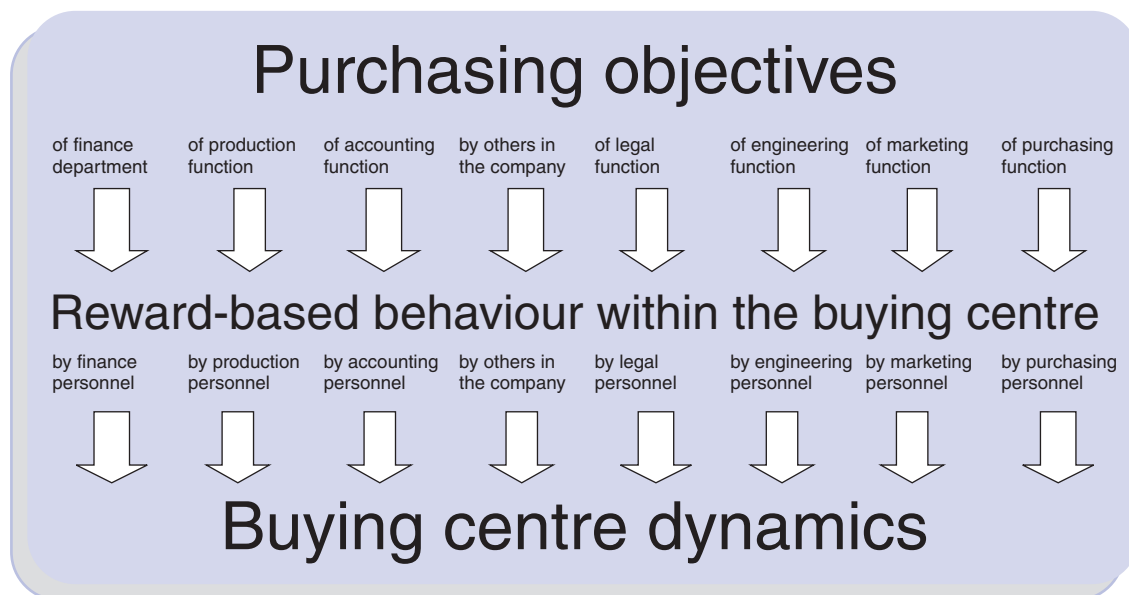 Purchasing objectives
of finance
department
of production
function
of accounting
function
by others in
the company
of legal
function
of engineering
function
of marketing
function
of purchasing
function
Reward-based behaviour within the buying centre
by finance
personnel
by production
personnel
by accounting
personnel
by others in
the company
by legal
personnel
by engineering
personnel
by marketing
personnel
by purchasing
personnel
Buying centre dynamics